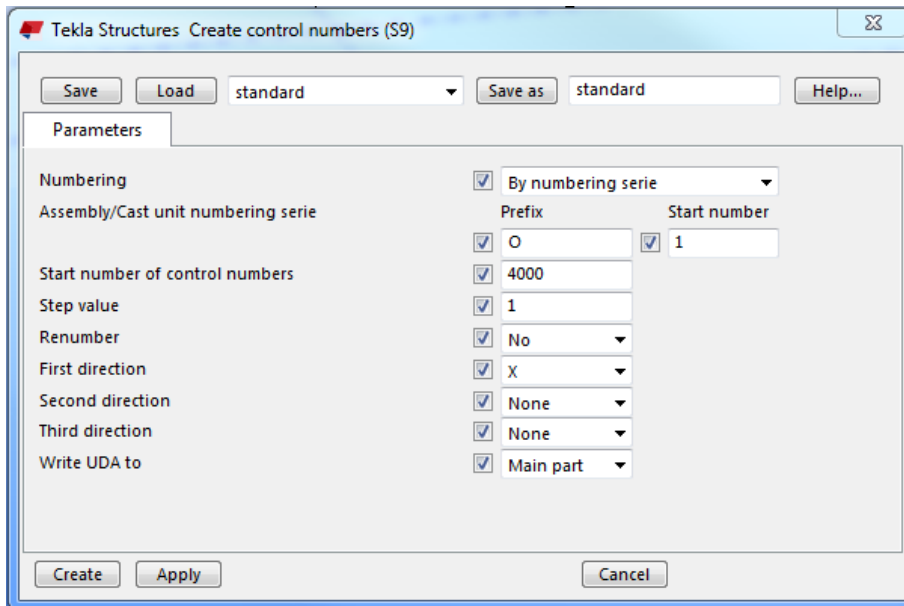 Tekla Structures Create control numbers (S9)
Save Load standard Save as standard Help...
Parameters
Numbering By numbering serie
Assembly/Cast unit numbering serie Prefix Start number
O 1
Start number of control numbers 4000
Step value 1
Renumber No
First direction X
Second direction None
Third direction None
Write UDA to Main part
Create Apply Cancel